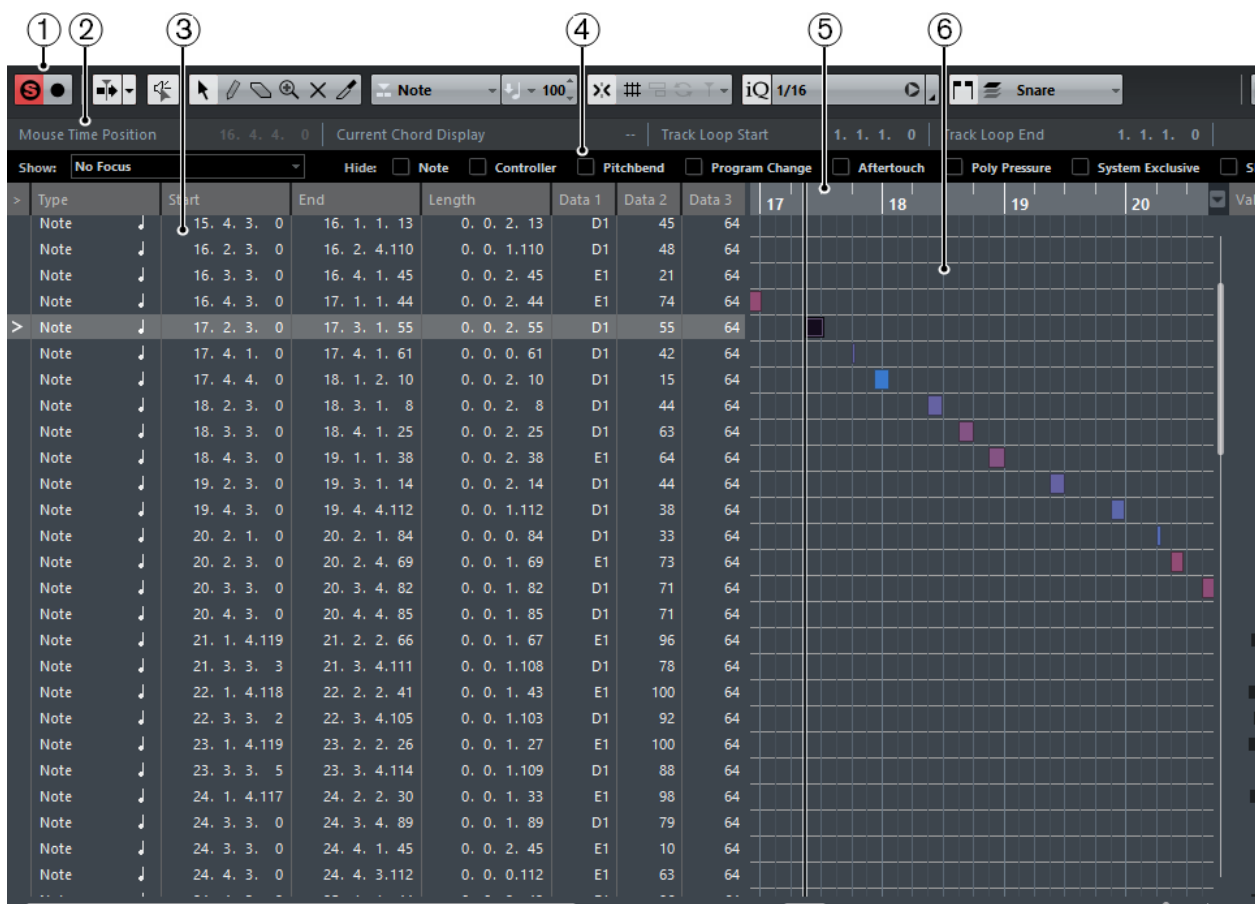 1 2 3 4 5 6
S Note 100 iQ 1/16 Snare
Mouse Time Position 16. 4. 4. 0 Current Chord Display -- Track Loop Start 1. 1. 1. 0 Track Loop End 1. 1. 1. 0
Show: No Focus Hide: Note Controller Pitchbend Program Change Aftertouch Poly Pressure System Exclusive S
> Type Start End Length Data 1 Data 2 Data 3 17 18 19 20 Val
Note 15. 4. 3. 0 16. 1. 1. 13 0. 0. 2. 13 D1 45 64
Note 16. 2. 3. 0 16. 2. 4.110 0. 0. 1.110 D1 48 64
Note 16. 3. 3. 0 16. 4. 1. 45 0. 0. 2. 45 E1 21 64
Note 16. 4. 3. 0 17. 1. 1. 44 0. 0. 2. 44 E1 74 64
> Note 17. 2. 3. 0 17. 3. 1. 55 0. 0. 2. 55 D1 55 64
Note 17. 4. 1. 0 17. 4. 1. 61 0. 0. 0. 61 D1 42 64
Note 17. 4. 4. 0 18. 1. 2. 10 0. 0. 2. 10 D1 15 64
Note 18. 2. 3. 0 18. 3. 1. 8 0. 0. 2. 8 D1 44 64
Note 18. 3. 3. 0 18. 4. 1. 25 0. 0. 2. 25 D1 63 64
Note 18. 4. 3. 0 19. 1. 1. 38 0. 0. 2. 38 E1 64 64
Note 19. 2. 3. 0 19. 3. 1. 14 0. 0. 2. 14 D1 44 64
Note 19. 4. 3. 0 19. 4. 4.112 0. 0. 1.112 D1 38 64
Note 20. 2. 1. 0 20. 2. 1. 84 0. 0. 0. 84 D1 33 64
Note 20. 2. 3. 0 20. 2. 4. 69 0. 0. 1. 69 E1 73 64
Note 20. 3. 3. 0 20. 3. 4. 82 0. 0. 1. 82 D1 71 64
Note 20. 4. 3. 0 20. 4. 4. 85 0. 0. 1. 85 D1 71 64
Note 21. 1. 4.119 21. 2. 2. 66 0. 0. 1. 67 E1 96 64
Note 21. 3. 3. 3 21. 3. 4.111 0. 0. 1.108 D1 78 64
Note 22. 1. 4.118 22. 2. 2. 41 0. 0. 1. 43 E1 100 64
Note 22. 3. 3. 2 22. 3. 4.105 0. 0. 1.103 D1 92 64
Note 23. 1. 4.119 23. 2. 2. 26 0. 0. 1. 27 E1 100 64
Note 23. 3. 3. 5 23. 3. 4.114 0. 0. 1.109 D1 88 64
Note 24. 1. 4.117 24. 2. 2. 30 0. 0. 1. 33 E1 98 64
Note 24. 3. 3. 0 24. 3. 4. 89 0. 0. 1. 89 D1 79 64
Note 24. 3. 3. 0 24. 4. 1. 45 0. 0. 2. 45 E1 10 64
Note 24. 4. 3. 0 24. 4. 3.112 0. 0. 0.112 E1 63 64